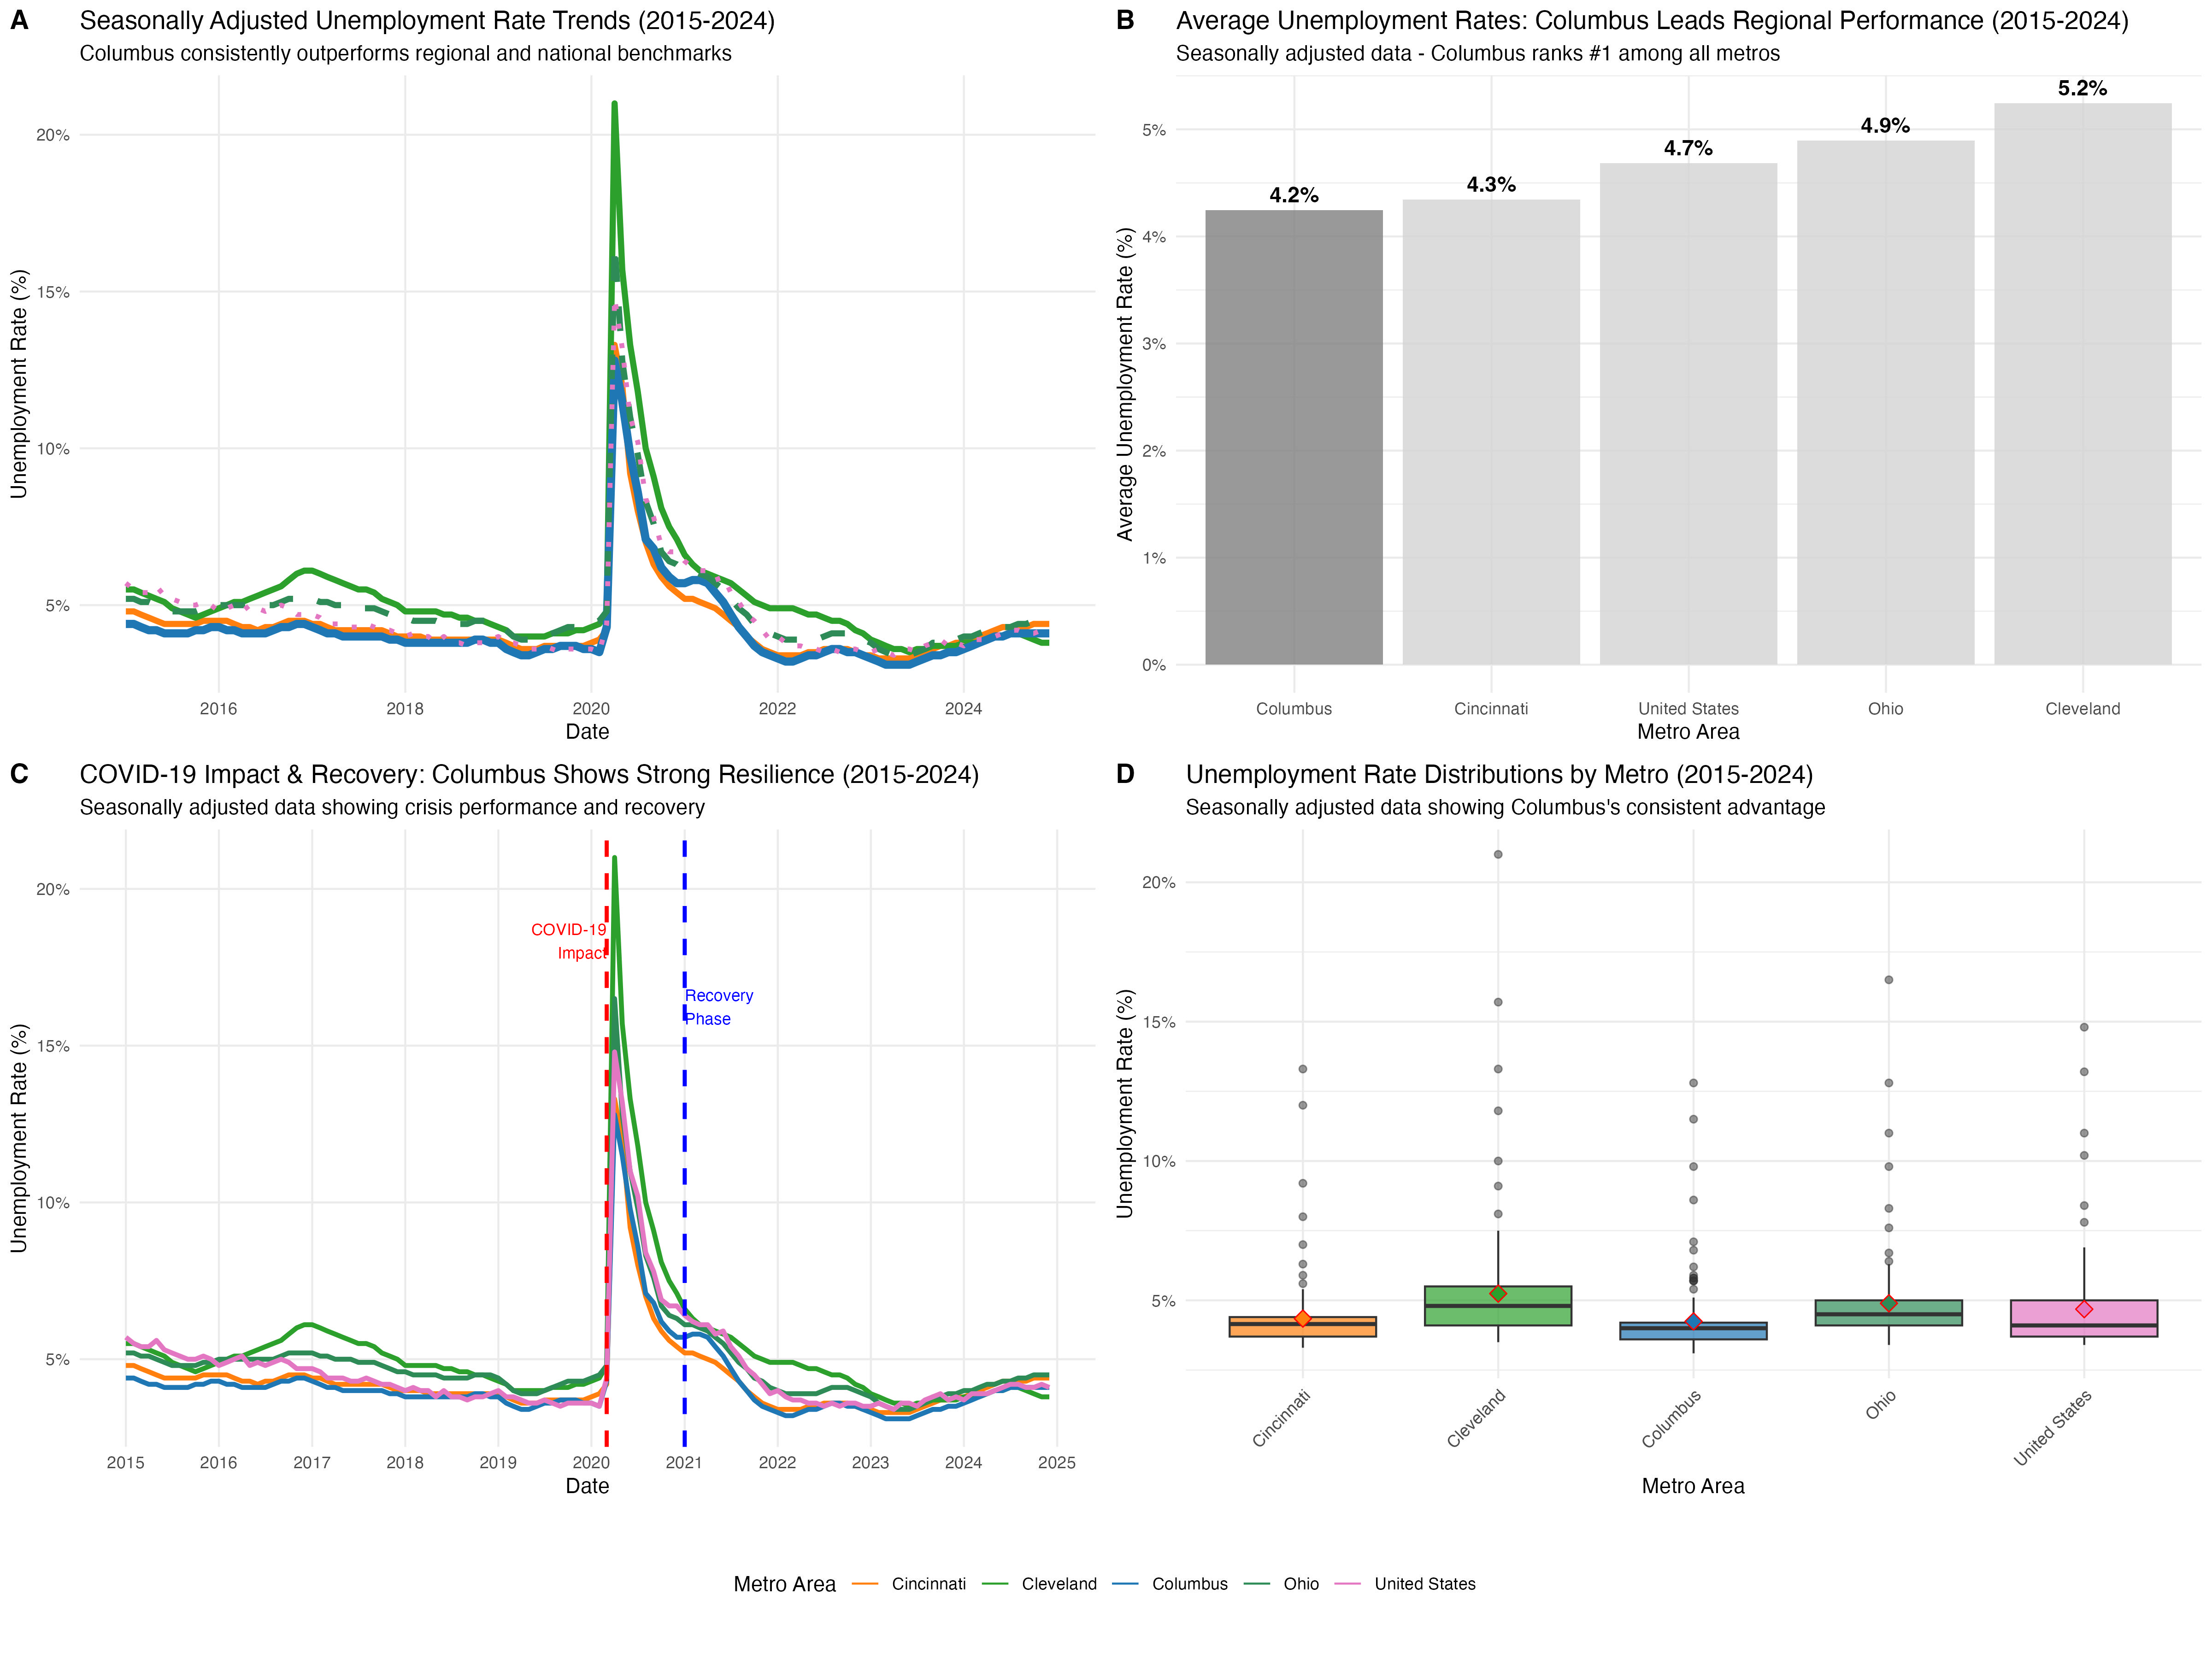 A
Seasonally Adjusted Unemployment Rate Trends (2015-2024)
Columbus consistently outperforms regional and national benchmarks
Unemployment Rate (%)
20%
15%
10%
5%
2016
2018
2020
2022
2024
Date
B
Average Unemployment Rates: Columbus Leads Regional Performance (2015-2024)
Seasonally adjusted data - Columbus ranks #1 among all metros
Average Unemployment Rate (%)
5%
4%
3%
2%
1%
0%
4.2%
4.3%
4.7%
4.9%
5.2%
Columbus
Cincinnati
United States
Ohio
Cleveland
Metro Area
C
COVID-19 Impact & Recovery: Columbus Shows Strong Resilience (2015-2024)
Seasonally adjusted data showing crisis performance and recovery
Unemployment Rate (%)
20%
15%
10%
5%
COVID-19
Impact
Recovery
Phase
2015
2016
2017
2018
2019
2020
2021
2022
2023
2024
2025
Date
D
Unemployment Rate Distributions by Metro (2015-2024)
Seasonally adjusted data showing Columbus's consistent advantage
Unemployment Rate (%)
20%
15%
10%
5%
Cincinnati
Cleveland
Columbus
Ohio
United States
Metro Area
Metro Area
Cincinnati
Cleveland
Columbus
Ohio
United States